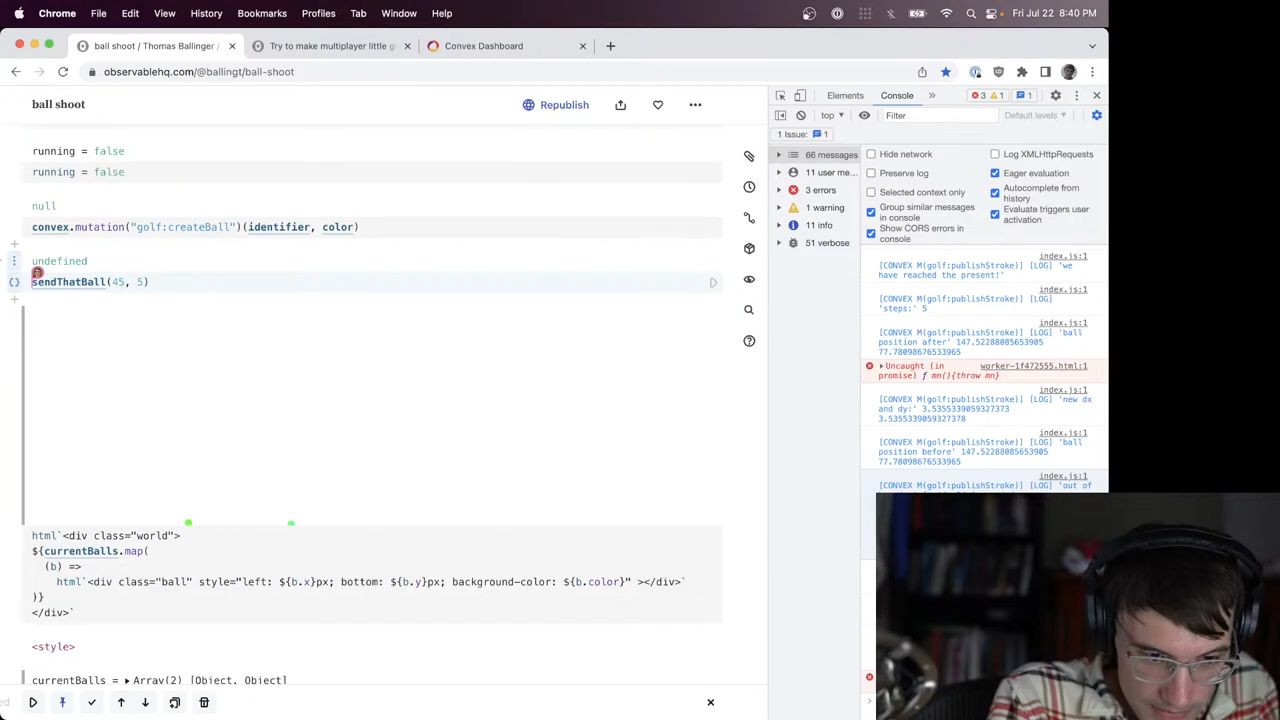 Chrome File Edit View History Bookmarks Profiles Tab Window Help Fri Jul 22 8:40 PM
ball shoot / Thomas Ballinger / Try to make multiplayer little g Convex Dashboard
observablehq.com/@ballingt/ball-shoot
ball shoot Republish
running = false
running = false
null
convex.mutation("golf:createBall")(identifier, color)
undefined
sendThatBall(45, 5)
html`<div class="world">
${currentBalls.map(
(b) =>
html`<div class="ball" style="left: ${b.x}px; bottom: ${b.y}px; background-color: ${b.color}" ></div>`
)}
</div>`
<style>
currentBalls = ▶Array(2) [Object, Object]
Elements Console » 3 1 1
top ▼ Filter Default levels ▼
1 Issue: 1
66 messages
11 user me...
3 errors
1 warning
11 info
51 verbose
Hide network
Preserve log
Selected context only
Group similar messages in console
Show CORS errors in console
Log XMLHttpRequests
Eager evaluation
Autocomplete from history
Evaluate triggers user activation
index.js:1
[CONVEX M(golf:publishStroke)] [LOG] 'we
have reached the present!'
index.js:1
[CONVEX M(golf:publishStroke)] [LOG]
'steps:' 5
index.js:1
[CONVEX M(golf:publishStroke)] [LOG] 'ball
position after' 147.52288085653905
77.78098676533965
▶Uncaught (in worker-1f472555.html:1
promise) ƒ mn(){throw mn}
index.js:1
[CONVEX M(golf:publishStroke)] [LOG] 'new dx
and dy:' 3.5355339059327373
3.5355339059327378
index.js:1
[CONVEX M(golf:publishStroke)] [LOG] 'ball
position before' 147.52288085653905
77.78098676533965
index.js:1
[CONVEX M(golf:publishStroke)] [LOG] 'out of